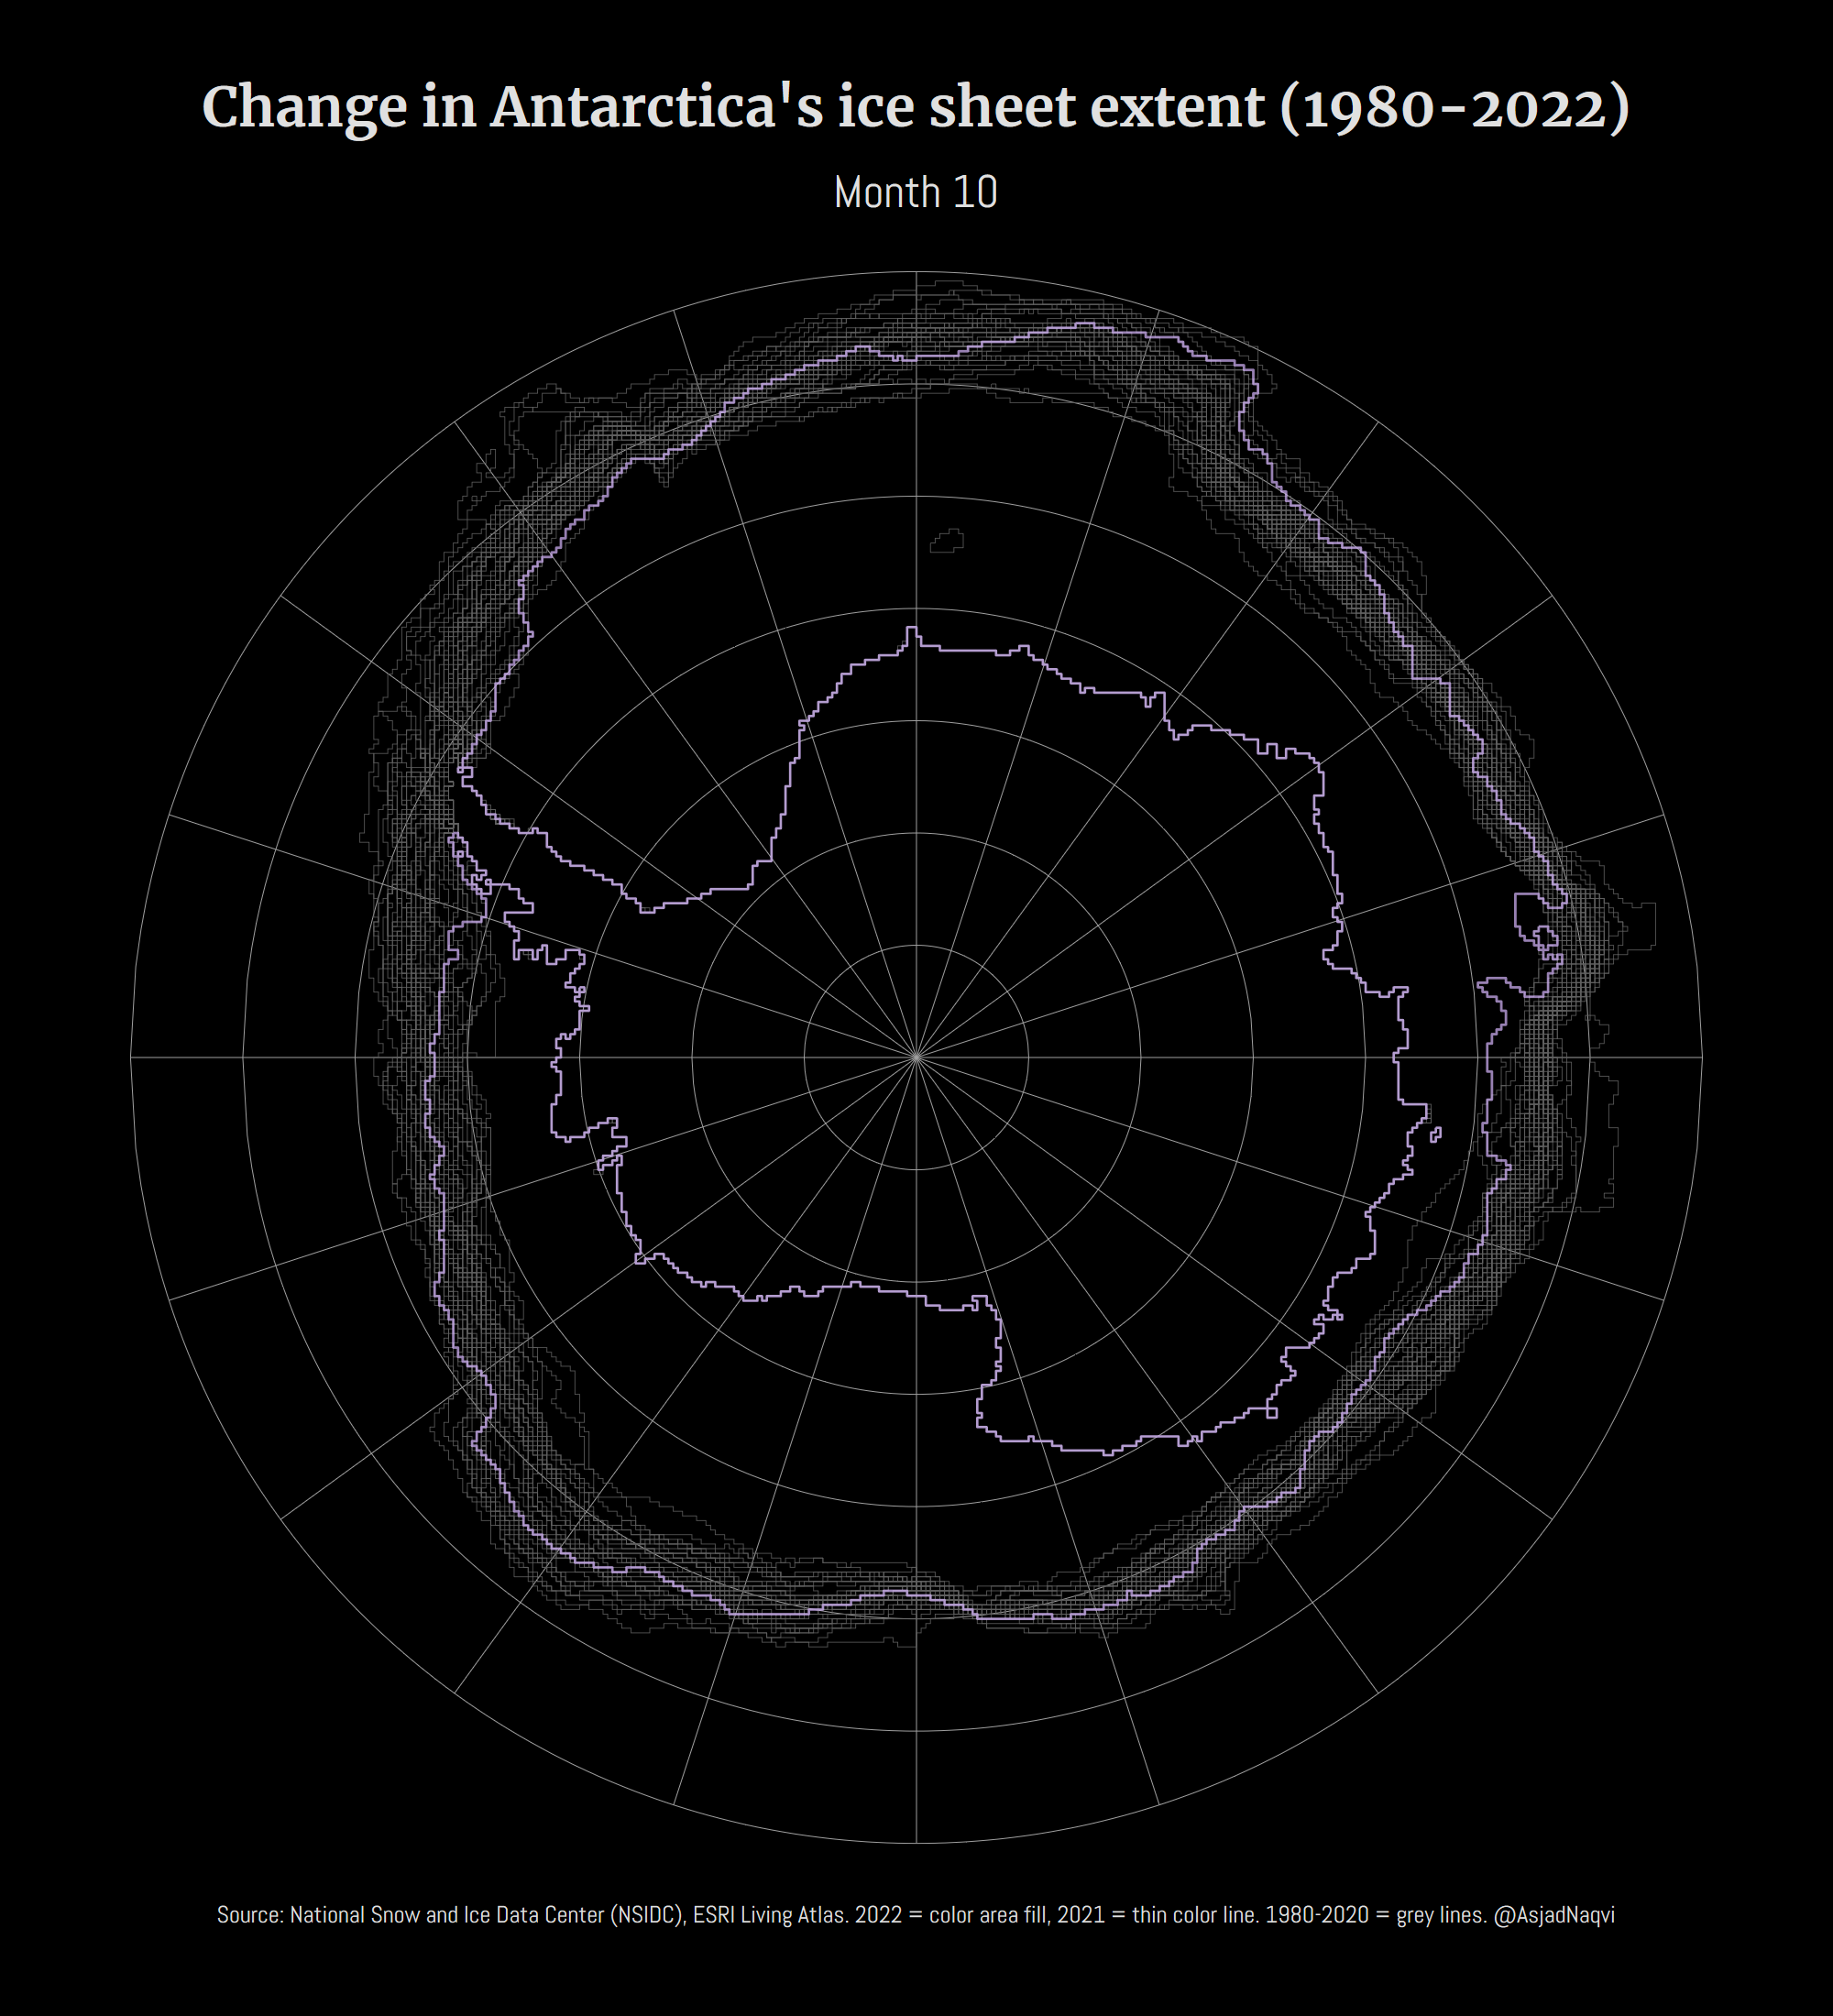 Change in Antarctica's ice sheet extent (1980-2022)
Month 10
Source: National Snow and Ice Data Center (NSIDC), ESRI Living Atlas. 2022 = color area fill, 2021 = thin color line. 1980-2020 = grey lines. @AsjadNaqvi